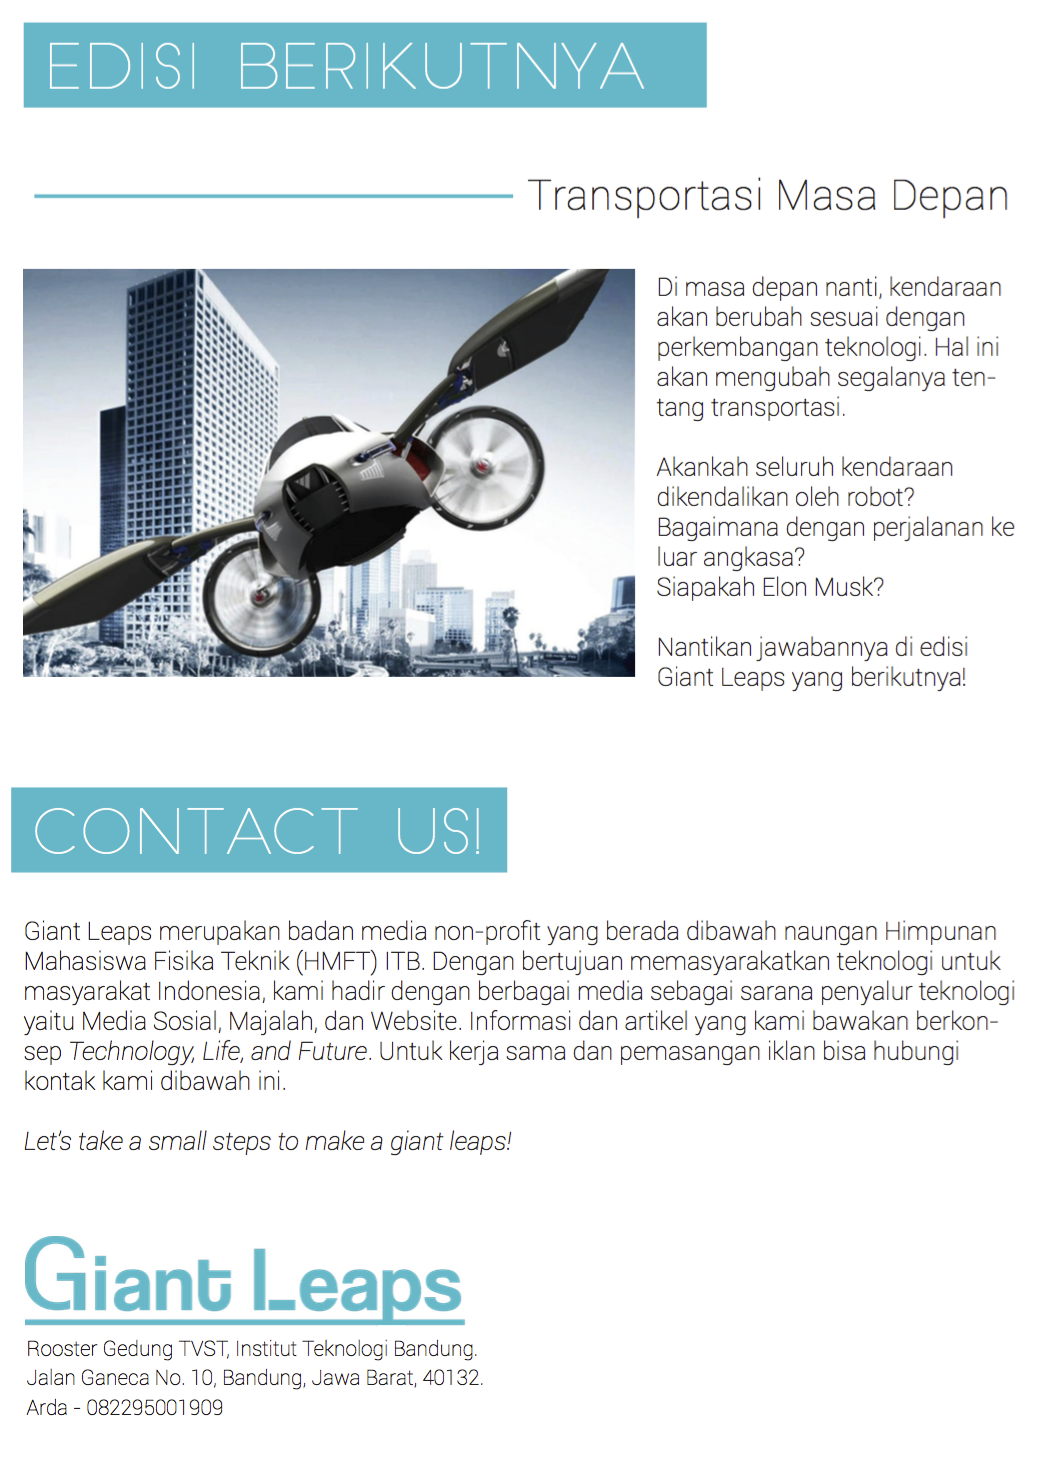 EDISI BERIKUTNYA
Transportasi Masa Depan
Di masa depan nanti, kendaraan
akan berubah sesuai dengan
perkembangan teknologi. Hal ini
akan mengubah segalanya ten-
tang transportasi.
Akankah seluruh kendaraan
dikendalikan oleh robot?
Bagaimana dengan perjalanan ke
luar angkasa?
Siapakah Elon Musk?
Nantikan jawabannya di edisi
Giant Leaps yang berikutnya!
CONTACT US!
Giant Leaps merupakan badan media non-profit yang berada dibawah naungan Himpunan
Mahasiswa Fisika Teknik (HMFT) ITB. Dengan bertujuan memasyarakatkan teknologi untuk
masyarakat Indonesia, kami hadir dengan berbagai media sebagai sarana penyalur teknologi
yaitu Media Sosial, Majalah, dan Website. Informasi dan artikel yang kami bawakan berkon-
sep Technology, Life, and Future. Untuk kerja sama dan pemasangan iklan bisa hubungi
kontak kami dibawah ini.
Let's take a small steps to make a giant leaps!
Giant Leaps
Rooster Gedung TVST, Institut Teknologi Bandung.
Jalan Ganeca No. 10, Bandung, Jawa Barat, 40132.
Arda - 082295001909